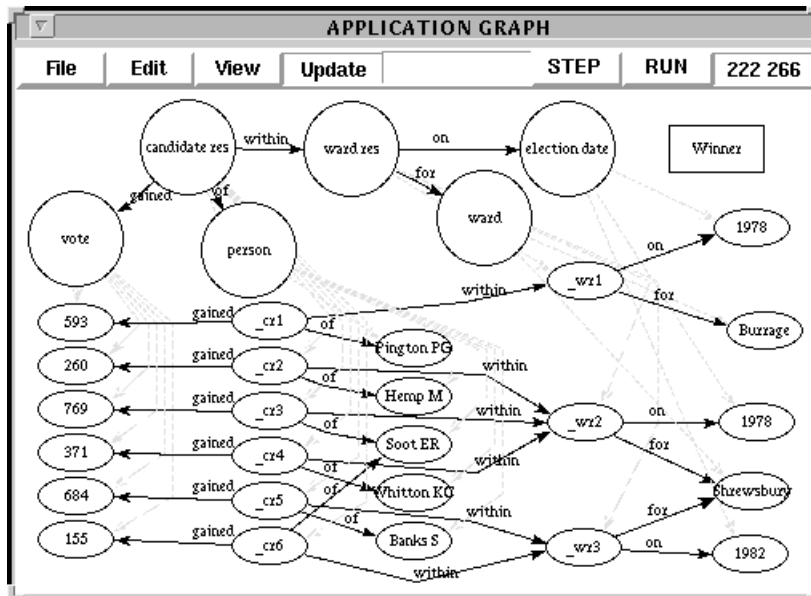 APPLICATION GRAPH
File Edit View Update STEP RUN 222 266
candidate res within ward res on election date Winner
gained of for
vote person ward
1978
on
_wr1
within for
593 gained _cr1 of Pington PG Burrage
260 gained _cr2 of Hemp M within
769 gained _cr3 of Soot ER within _wr2 on 1978
371 gained _cr4 of Whitton KG within for
684 gained _cr5 of Banks S within for Shrewsbury
155 gained _cr6 of within _wr3 on 1982